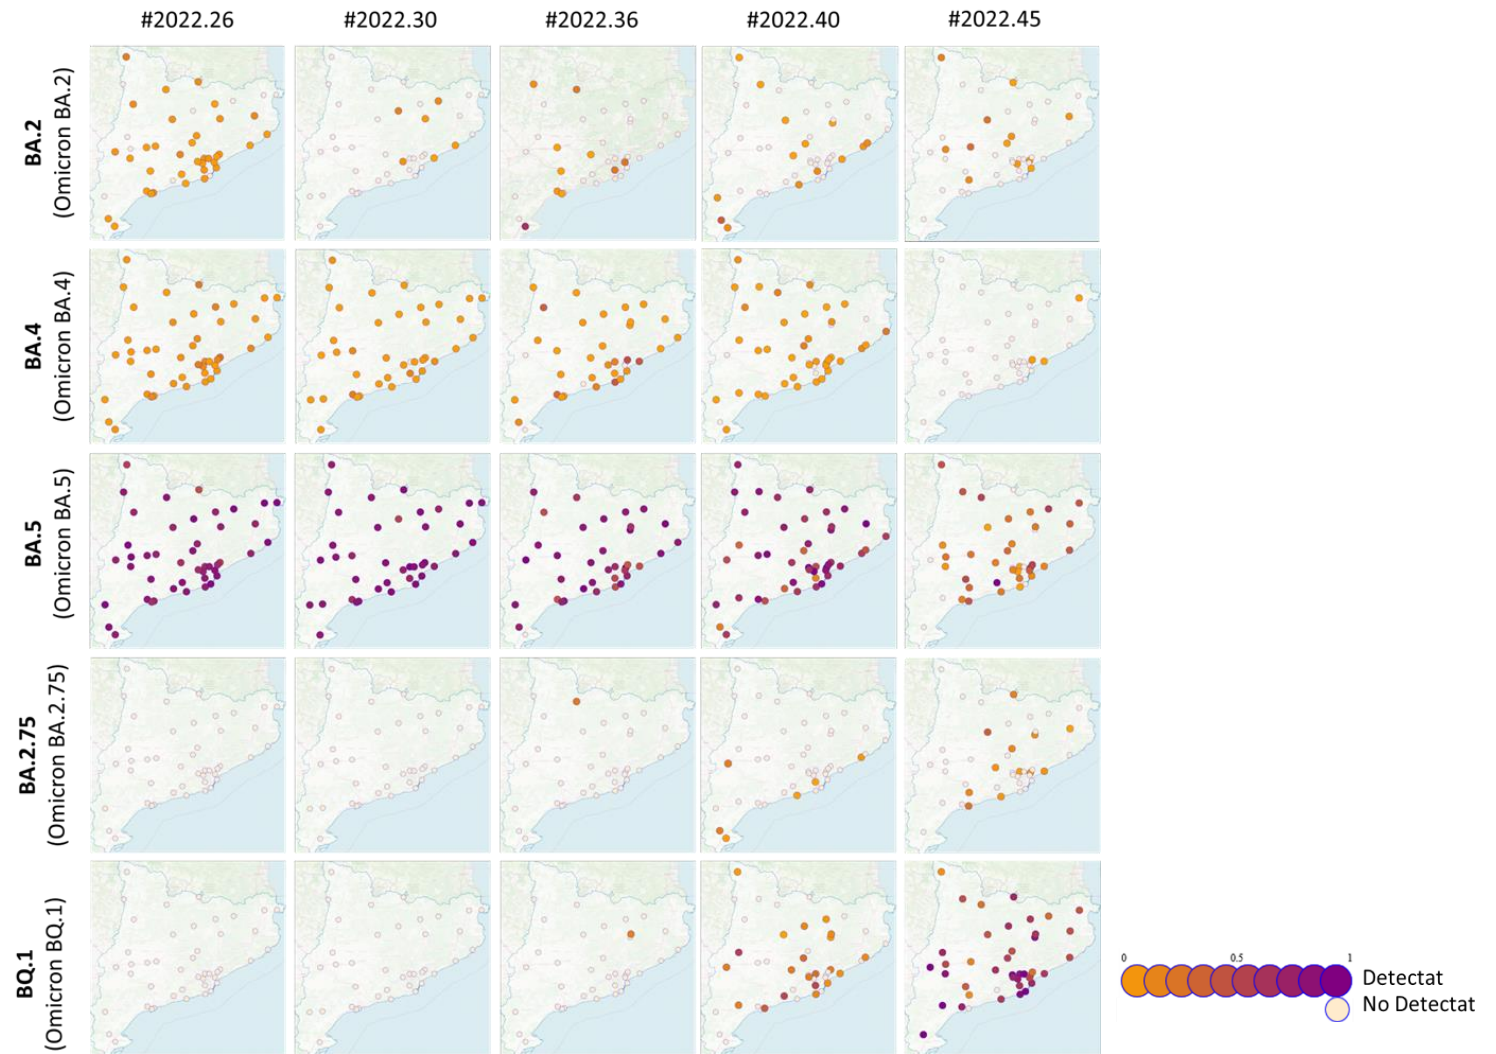 #2022.26 #2022.30 #2022.36 #2022.40 #2022.45
BA.2
(Omicron BA.2)
BA.4
(Omicron BA.4)
BA.5
(Omicron BA.5)
BA.2.75
(Omicron BA.2.75)
BQ.1
(Omicron BQ.1)
0 0.5 1
Detectat
No Detectat